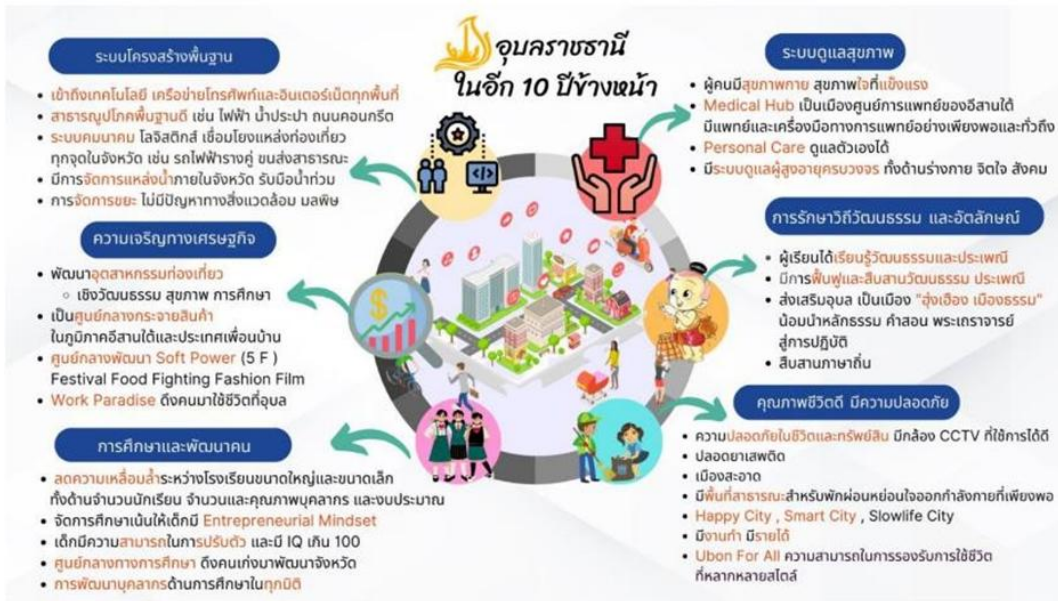 อุบลราชธานี
ในอีก 10 ปีข้างหน้า
ระบบโครงสร้างพื้นฐาน
• เข้าถึงเทคโนโลยี เครือข่ายโทรศัพท์และอินเตอร์เน็ตทุกพื้นที่
• สาธารณูปโภคพื้นฐานดี เช่น ไฟฟ้า น้ำประปา ถนนคอนกรีต
• ระบบคมนาคม โลจิสติกส์ เชื่อมโยงแหล่งท่องเที่ยว
ทุกจุดในจังหวัด เช่น รถไฟฟ้ารางคู่ ขนส่งสาธารณะ
• มีการจัดการแหล่งน้ำภายในจังหวัด รับมือน้ำท่วม
• การจัดการขยะ ไม่มีปัญหาทางสิ่งแวดล้อม มลพิษ
ความเจริญทางเศรษฐกิจ
• พัฒนาอุตสาหกรรมท่องเที่ยว
○ เชิงวัฒนธรรม สุขภาพ การศึกษา
• เป็นศูนย์กลางกระจายสินค้า
ในภูมิภาคอีสานใต้และประเทศเพื่อนบ้าน
• ศูนย์กลางพัฒนา Soft Power (5 F )
Festival Food Fighting Fashion Film
• Work Paradise ดึงคนมาใช้ชีวิตที่อุบล
การศึกษาและพัฒนาคน
• ลดความเหลื่อมล้ำระหว่างโรงเรียนขนาดใหญ่และขนาดเล็ก
ทั้งด้านจำนวนนักเรียน จำนวนและคุณภาพบุคลากร และงบประมาณ
• จัดการศึกษาเน้นให้เด็กมี Entrepreneurial Mindset
• เด็กมีความสามารถในการปรับตัว และมี IQ เกิน 100
• ศูนย์กลางทางการศึกษา ดึงคนเก่งมาพัฒนาจังหวัด
• การพัฒนาบุคลากรด้านการศึกษาในทุกมิติ
ระบบดูแลสุขภาพ
• ผู้คนมีสุขภาพกาย สุขภาพใจที่แข็งแรง
• Medical Hub เป็นเมืองศูนย์การแพทย์ของอีสานใต้
มีแพทย์และเครื่องมือทางการแพทย์อย่างเพียงพอและทั่วถึง
• Personal Care ดูแลตัวเองได้
• มีระบบดูแลผู้สูงอายุครบวงจร ทั้งด้านร่างกาย จิตใจ สังคม
การรักษาวิถีวัฒนธรรม และอัตลักษณ์
• ผู้เรียนได้เรียนรู้วัฒนธรรมและประเพณี
• มีการฟื้นฟูและสืบสานวัฒนธรรม ประเพณี
• ส่งเสริมอุบล เป็นเมือง "ฮุ่งเฮือง เมืองธรรม"
น้อมนำหลักธรรม คำสอน พระเถราจารย์
สู่การปฏิบัติ
• สืบสานภาษาถิ่น
คุณภาพชีวิตดี มีความปลอดภัย
• ความปลอดภัยในชีวิตและทรัพย์สิน มีกล้อง CCTV ที่ใช้การได้ดี
• ปลอดยาเสพติด
• เมืองสะอาด
• มีพื้นที่สาธารณะสำหรับพักผ่อนหย่อนใจออกกำลังกายที่เพียงพอ
• Happy City , Smart City , Slowlife City
• มีงานทำ มีรายได้
• Ubon For All ความสามารถในการรองรับการใช้ชีวิต
ที่หลากหลายสไตล์